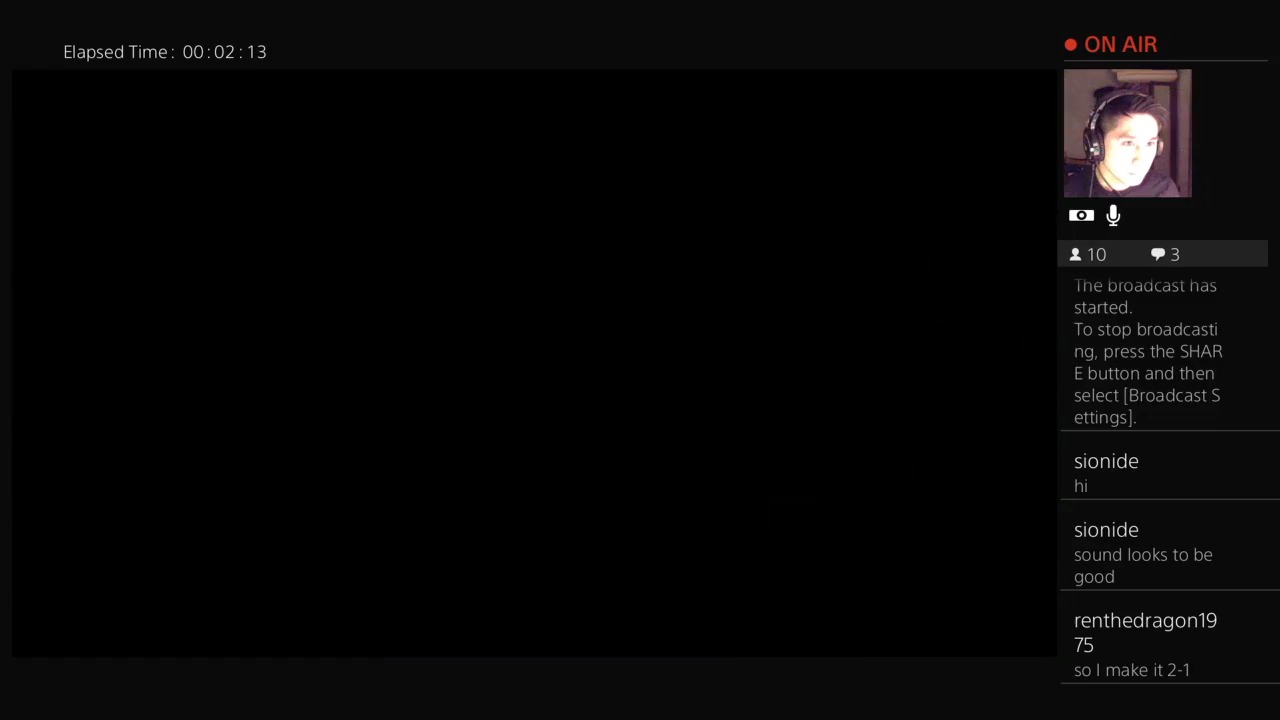 Elapsed Time: 00:02:13
ON AIR
10 3
The broadcast has
started.
To stop broadcasti
ng, press the SHAR
E button and then
select [Broadcast S
ettings].
sionide
hi
sionide
sound looks to be
good
renthedragon19
75
so I make it 2-1